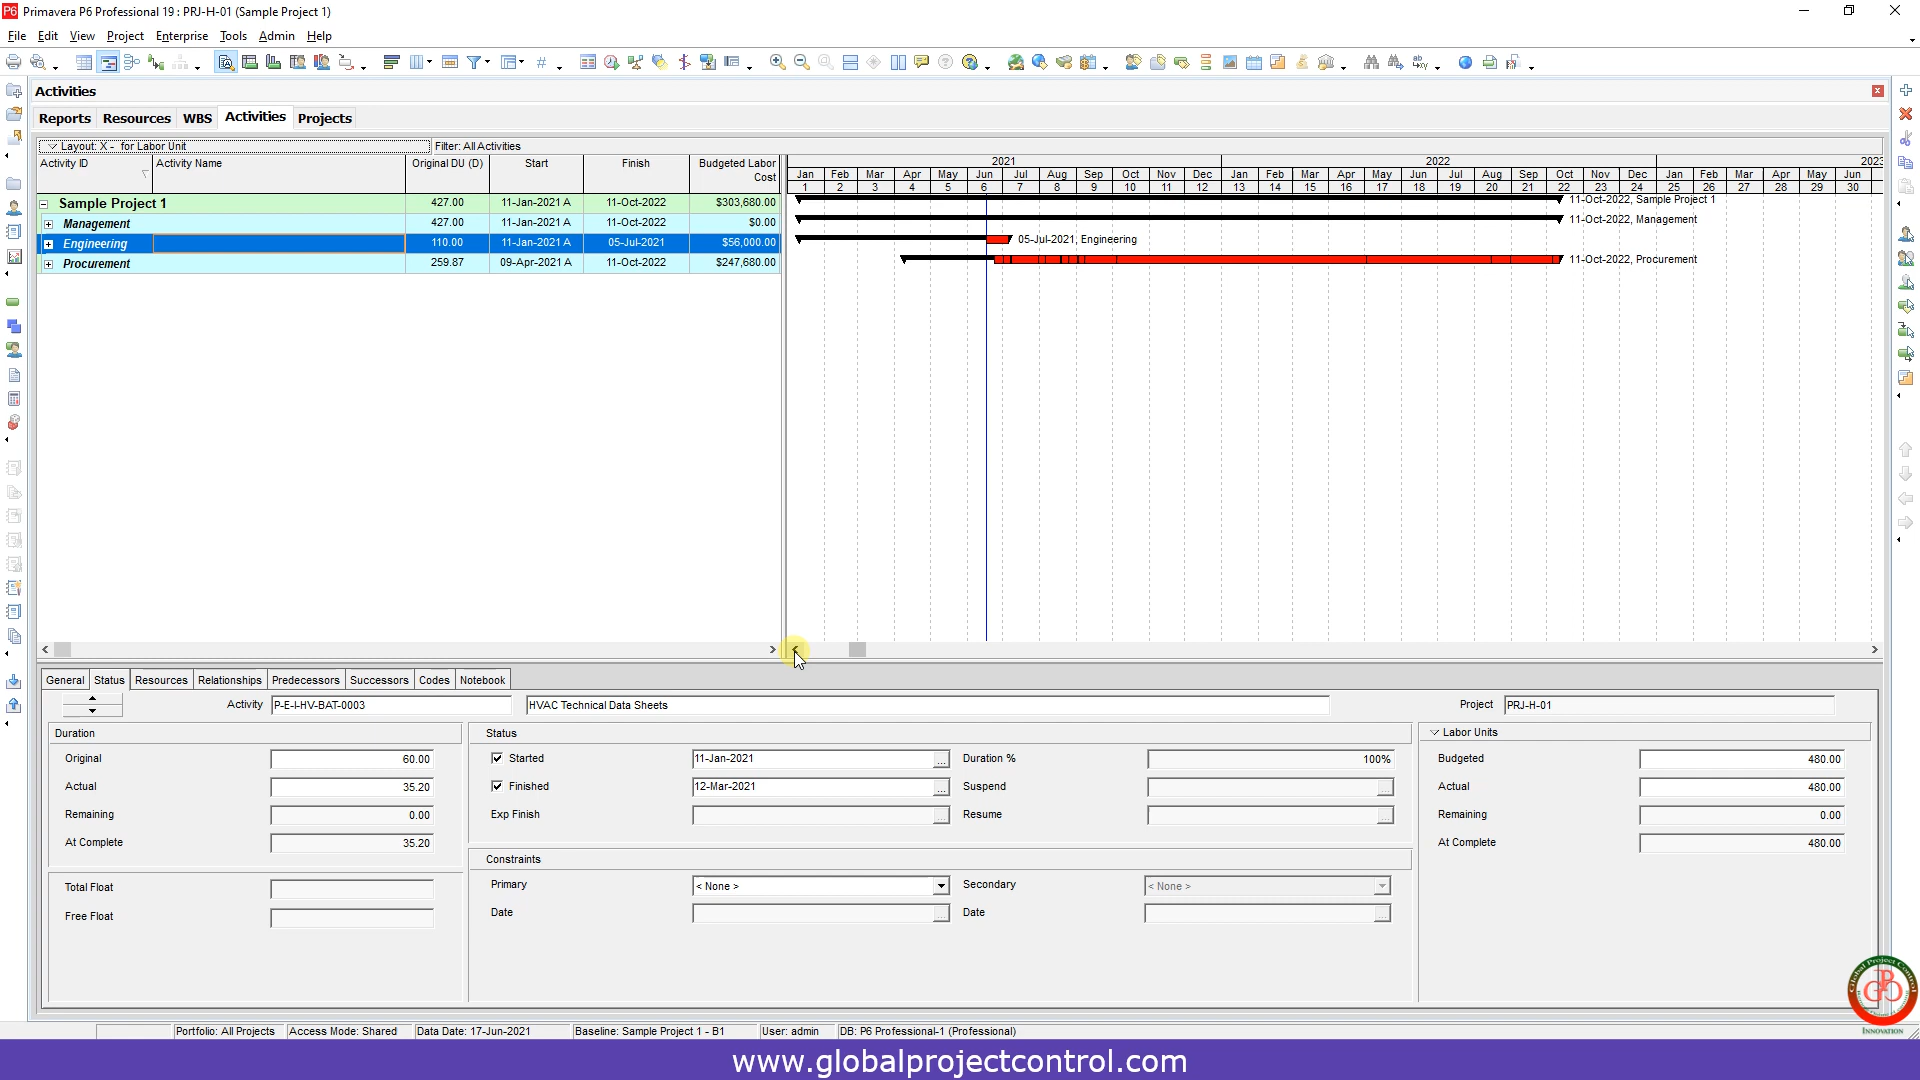 P6 Primavera P6 Professional 19 : PRJ-H-01 (Sample Project 1)
File Edit View Project Enterprise Tools Admin Help
Activities
Reports Resources WBS Activities Projects
Layout: X - for Labor Unit Filter: All Activities
Activity ID Activity Name Original DU (D) Start Finish Budgeted Labor Cost
2021 2022 2023
Jan Feb Mar Apr May Jun Jul Aug Sep Oct Nov Dec Jan Feb Mar Apr May Jun Jul Aug Sep Oct Nov Dec Jan Feb Mar Apr May Jun
1 2 3 4 5 6 7 8 9 10 11 12 13 14 15 16 17 18 19 20 21 22 23 24 25 26 27 28 29 30
Sample Project 1 427.00 11-Jan-2021 A 11-Oct-2022 $303,680.00 11-Oct-2022, Sample Project 1
Management 427.00 11-Jan-2021 A 11-Oct-2022 $0.00 11-Oct-2022, Management
Engineering 110.00 11-Jan-2021 A 05-Jul-2021 $56,000.00 05-Jul-2021, Engineering
Procurement 259.87 09-Apr-2021 A 11-Oct-2022 $247,680.00 11-Oct-2022, Procurement
General Status Resources Relationships Predecessors Successors Codes Notebook
Activity P-E-I-HV-BAT-0003 HVAC Technical Data Sheets Project PRJ-H-01
Duration Status Labor Units
Original 60.00 Started 11-Jan-2021 Duration % 100% Budgeted 480.00
Actual 35.20 Finished 12-Mar-2021 Suspend Actual 480.00
Remaining 0.00 Exp Finish Resume Remaining 0.00
At Complete 35.20 At Complete 480.00
Constraints
Total Float Primary < None > Secondary < None >
Free Float Date Date
Global Project Control
GPC
INNOVATION
Portfolio: All Projects Access Mode: Shared Data Date: 17-Jun-2021 Baseline: Sample Project 1 - B1 User: admin DB: P6 Professional-1 (Professional)
www.globalprojectcontrol.com